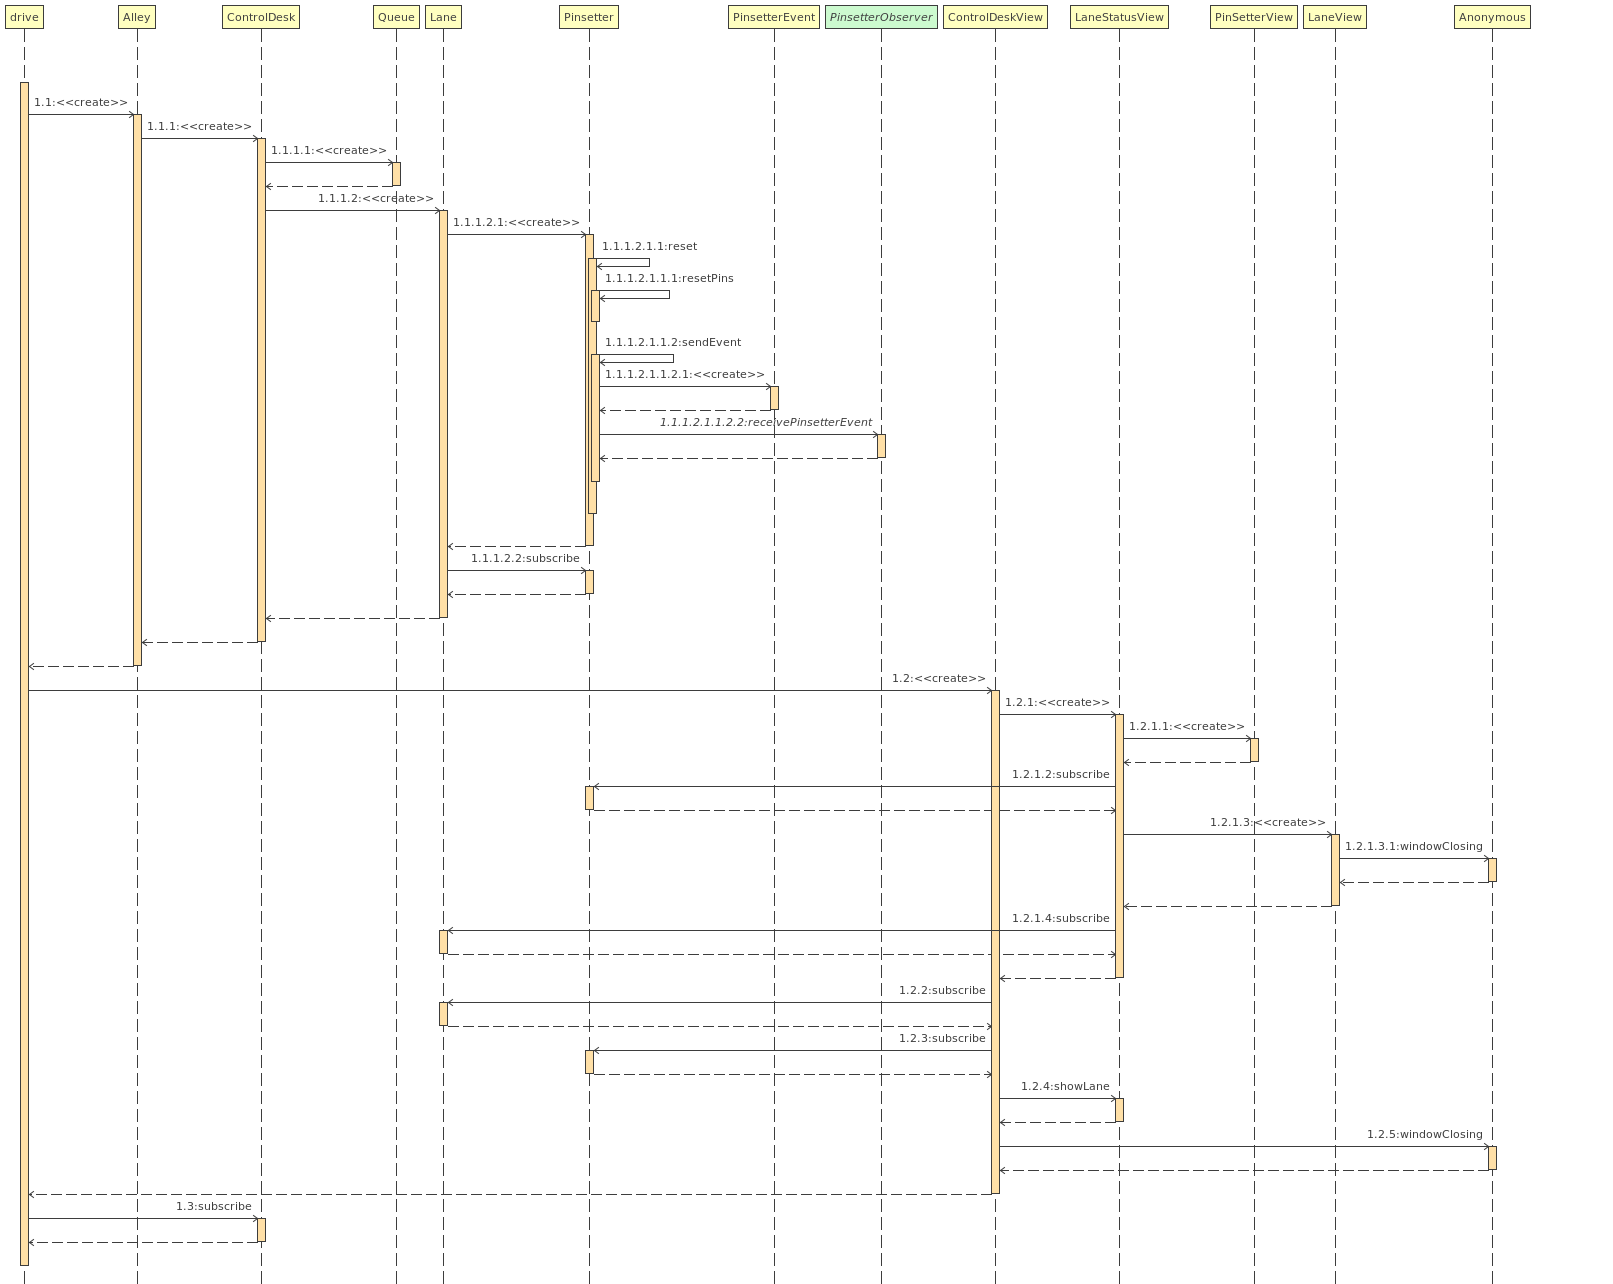 drive
Alley
ControlDesk
Queue
Lane
Pinsetter
PinsetterEvent
PinsetterObserver
ControlDeskView
LaneStatusView
PinSetterView
LaneView
Anonymous
1.1:<<create>>
1.1.1:<<create>>
1.1.1.1:<<create>>
1.1.1.2:<<create>>
1.1.1.2.1:<<create>>
1.1.1.2.1.1:reset
1.1.1.2.1.1.1:resetPins
1.1.1.2.1.1.2:sendEvent
1.1.1.2.1.1.2.1:<<create>>
1.1.1.2.1.1.2.2:receivePinsetterEvent
1.1.1.2.2:subscribe
1.2:<<create>>
1.2.1:<<create>>
1.2.1.1:<<create>>
1.2.1.2:subscribe
1.2.1.3:<<create>>
1.2.1.3.1:windowClosing
1.2.1.4:subscribe
1.2.2:subscribe
1.2.3:subscribe
1.2.4:showLane
1.2.5:windowClosing
1.3:subscribe